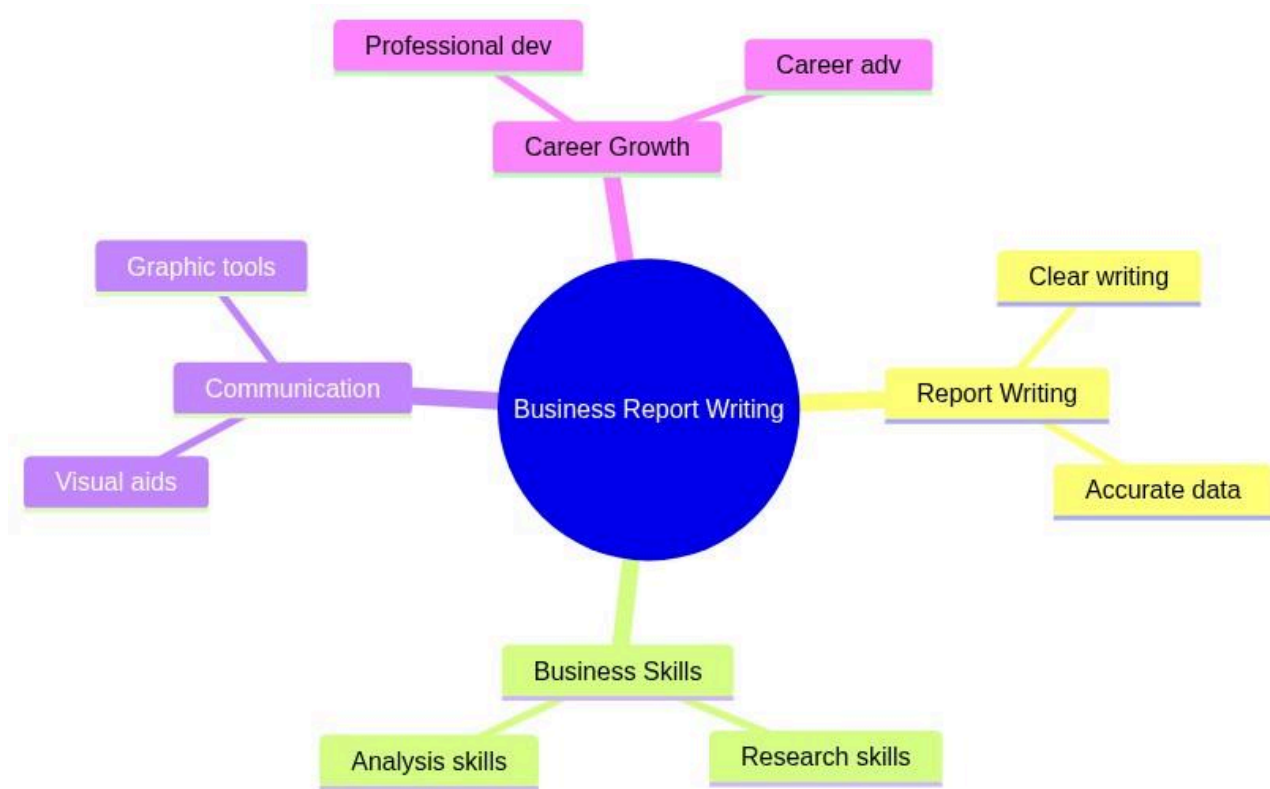 Professional dev
Career adv
Career Growth
Graphic tools
Clear writing
Communication
Report Writing
Business Report Writing
Visual aids
Accurate data
Business Skills
Analysis skills
Research skills